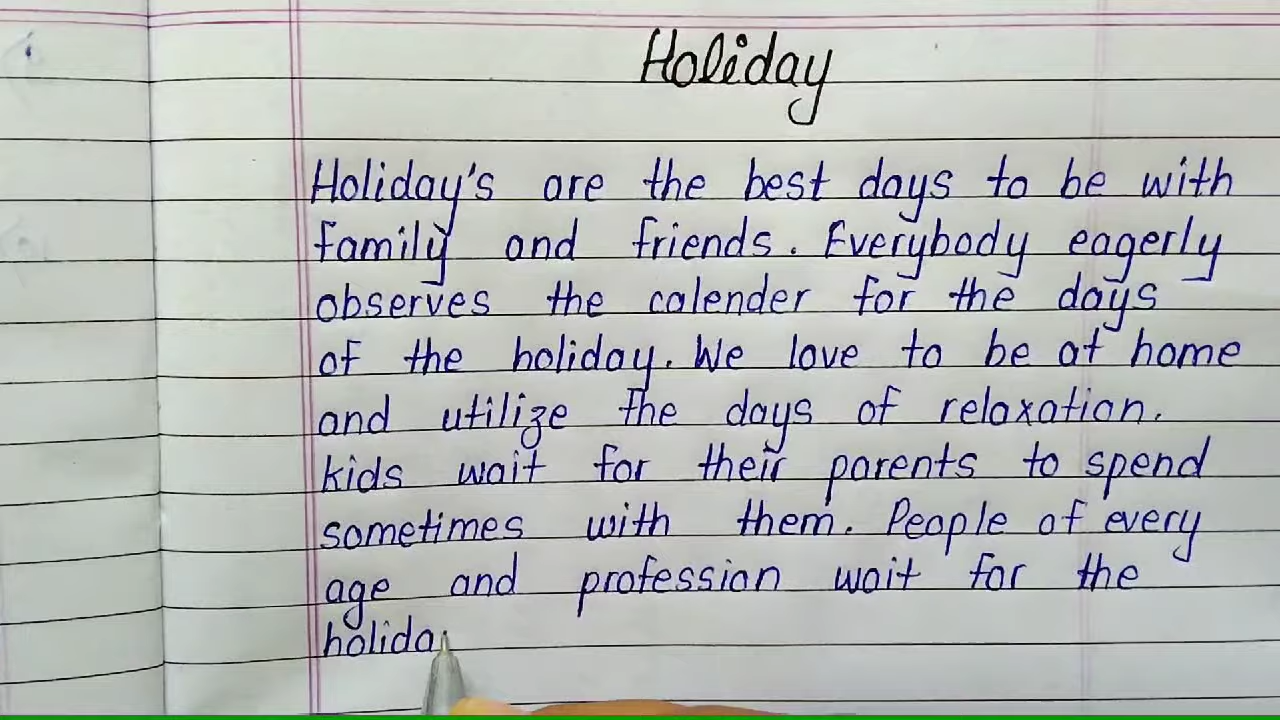 Holiday
Holiday's are the best days to be with
family and friends. Everybody eagerly
observes the calender for the days
of the holiday. We love to be at home
and utilize the days of relaxation.
kids wait for their parents to spend
sometimes with them. People of every
age and profession wait for the
holida